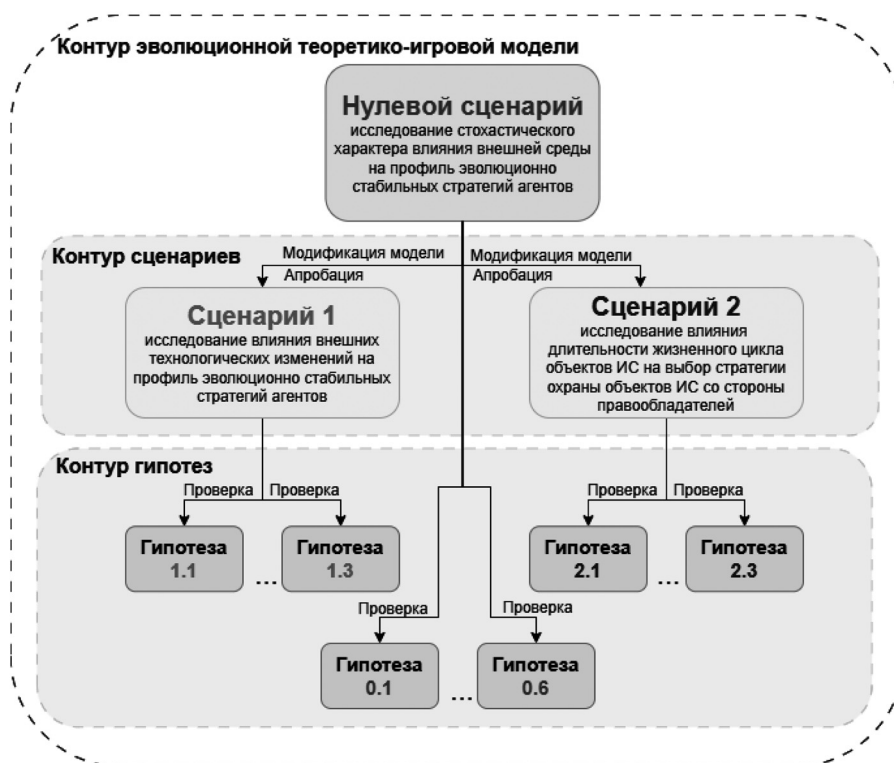 Контур эволюционной теоретико-игровой модели
Нулевой сценарий
исследование стохастического
характера влияния внешней среды
на профиль эволюционно
стабильных стратегий агентов
Контур сценариев
Модификация модели
Апробация
Модификация модели
Апробация
Сценарий 1
исследование влияния внешних
технологических изменений на
профиль эволюционно стабильных
стратегий агентов
Сценарий 2
исследование влияния
длительности жизненного цикла
объектов ИС на выбор стратегии
охраны объектов ИС со стороны
правообладателей
Контур гипотез
Проверка
Проверка
Проверка
Проверка
Гипотеза
1.1
...
Гипотеза
1.3
Гипотеза
2.1
...
Гипотеза
2.3
Проверка
Проверка
Гипотеза
0.1
...
Гипотеза
0.6